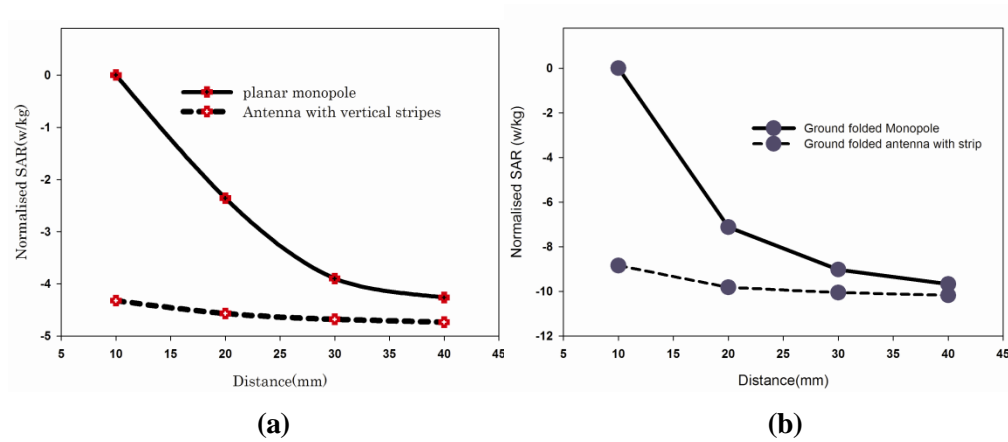 0
-1
-2
-3
-4
-5
5 10 15 20 25 30 35 40 45
Normalised SAR(w/kg)
Distance(mm)
planar monopole
Antenna with vertical stripes
(a)
0
-2
-4
-6
-8
-10
-12
5 10 15 20 25 30 35 40 45
Normalised SAR (w/kg)
Distance(mm)
Ground folded Monopole
Ground folded antenna with strip
(b)